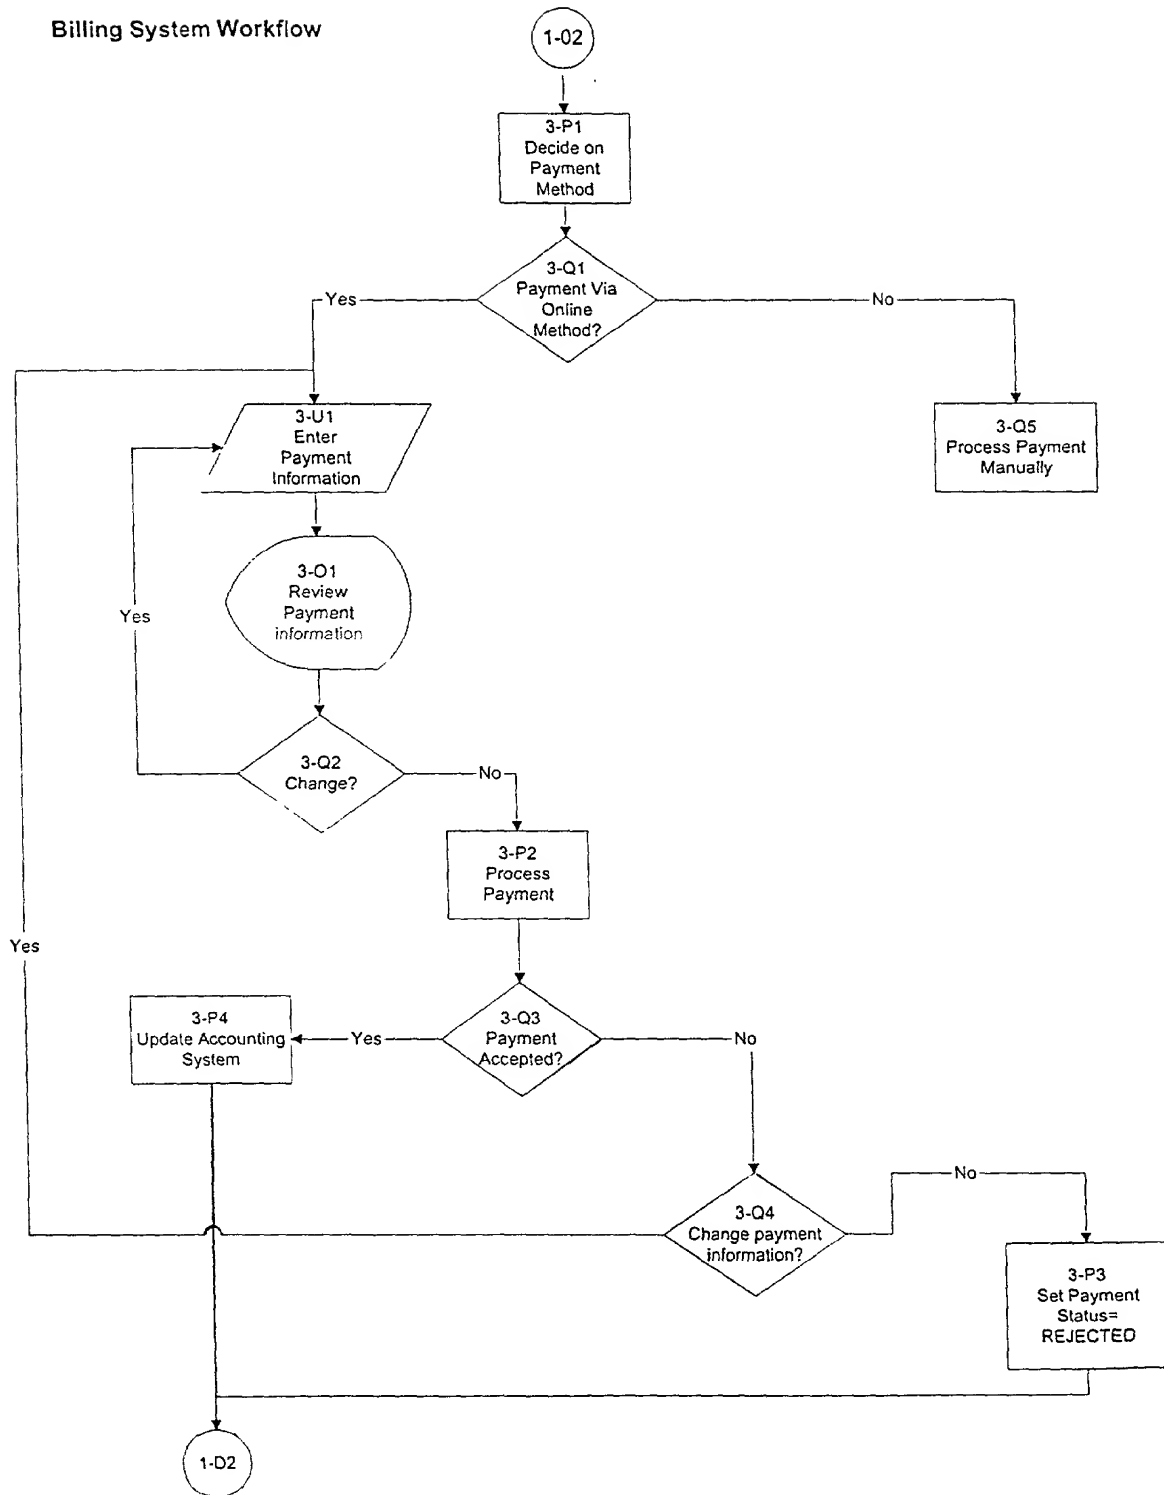 Billing System Workflow
1-02
3-P1
Decide on
Payment
Method
3-Q1
Payment Via
Online
Method?
Yes
No
3-U1
Enter
Payment
Information
3-Q5
Process Payment
Manually
3-O1
Review
Payment
information
Yes
3-Q2
Change?
No
3-P2
Process
Payment
Yes
3-P4
Update Accounting
System
Yes
3-Q3
Payment
Accepted?
No
3-Q4
Change payment
information?
No
3-P3
Set Payment
Status=
REJECTED
1-D2